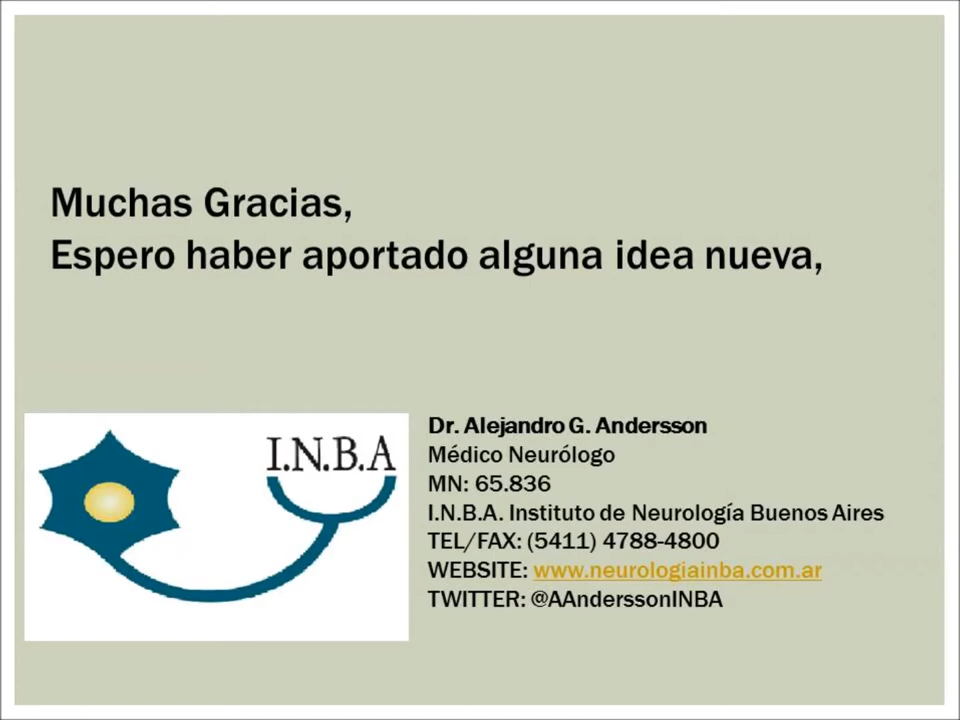 Muchas Gracias,
Espero haber aportado alguna idea nueva,
I.N.B.A
Dr. Alejandro G. Andersson
Médico Neurólogo
MN: 65.836
I.N.B.A. Instituto de Neurología Buenos Aires
TEL/FAX: (5411) 4788-4800
WEBSITE: www.neurologiainba.com.ar
TWITTER: @AAnderssonINBA